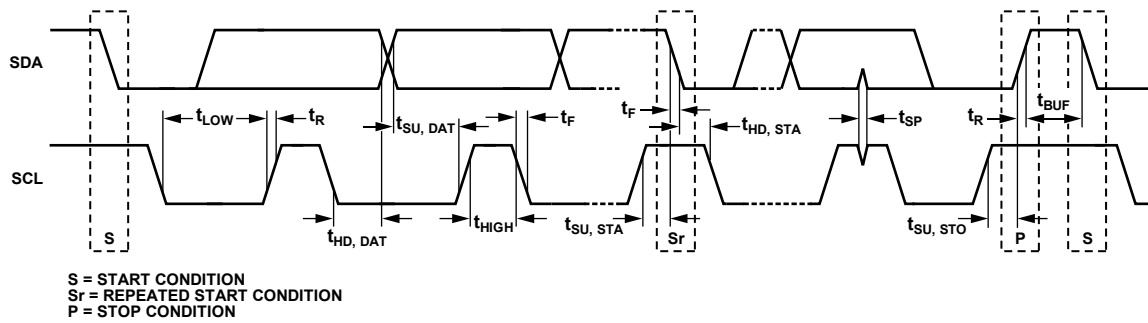 SDA
tLOW
tR
tSU, DAT
tF
tF
tHD, STA
tSP
tR
tBUF
SCL
S
tHD, DAT
tHIGH
tSU, STA
Sr
tSU, STO
P
S
S = START CONDITION
Sr = REPEATED START CONDITION
P = STOP CONDITION